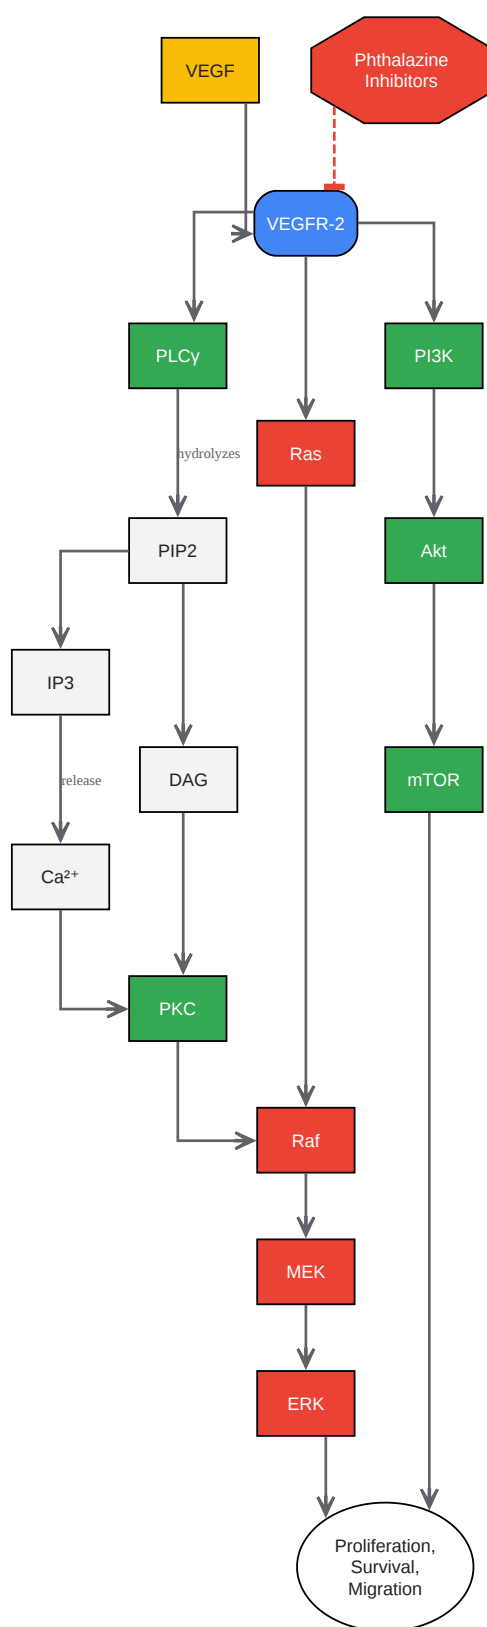 VEGF
Phthalazine
Inhibitors
VEGFR-2
PLCγ
PI3K
hydrolyzes
Ras
PIP2
Akt
IP3
release
DAG
mTOR
Ca²⁺
PKC
Raf
MEK
ERK
Proliferation,
Survival,
Migration